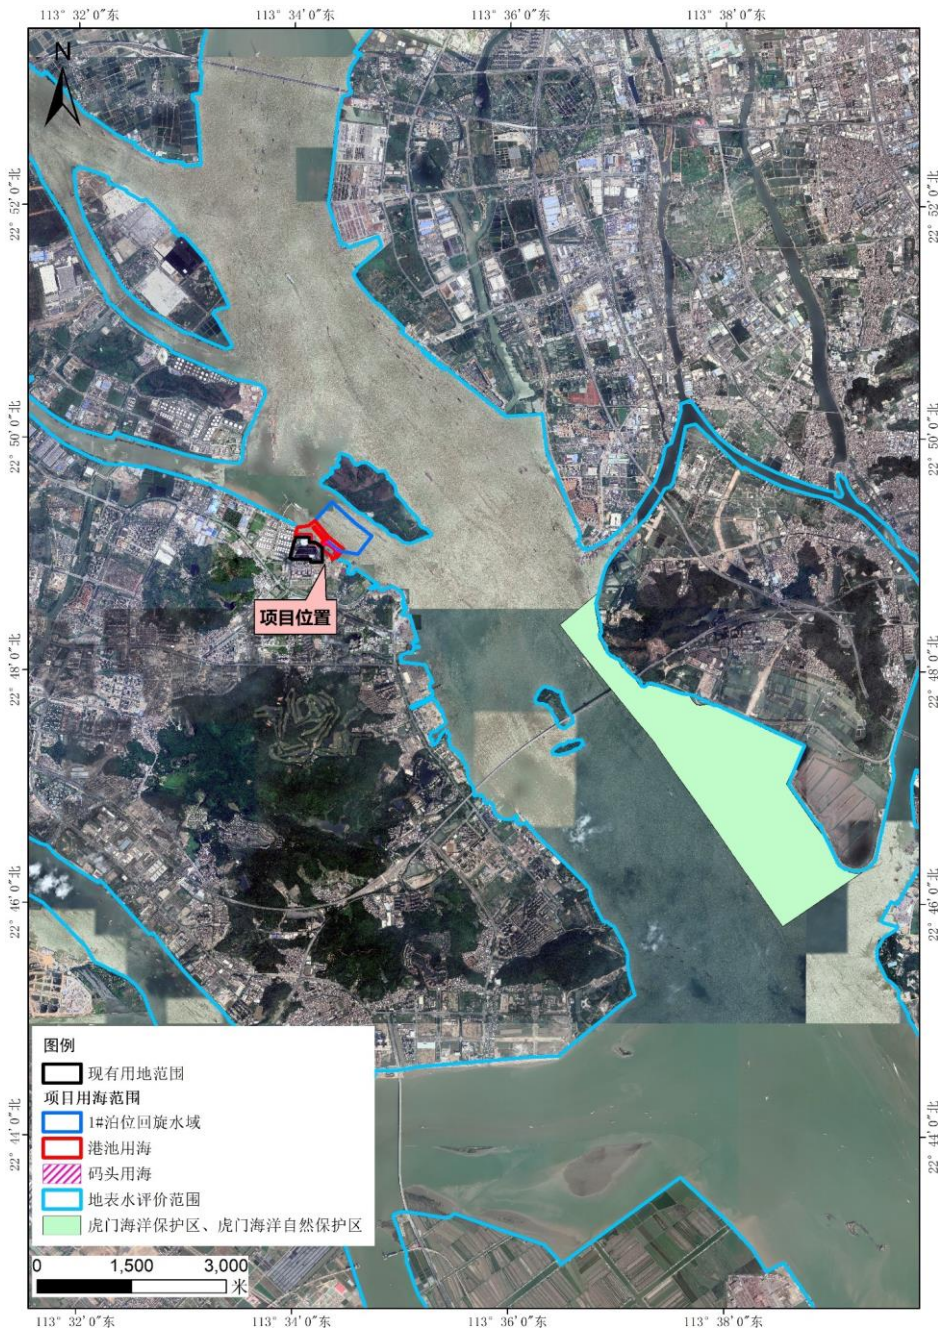 113° 32′ 0″东
113° 34′ 0″东
113° 36′ 0″东
113° 38′ 0″东
N
22° 52′ 0″北
22° 52′ 0″北
22° 50′ 0″北
22° 50′ 0″北
项目位置
22° 48′ 0″北
22° 48′ 0″北
22° 46′ 0″北
22° 46′ 0″北
图例
现有用地范围
项目用海范围
1#泊位回旋水域
港池用海
码头用海
地表水评价范围
虎门海洋保护区、虎门海洋自然保护区
22° 44′ 0″北
22° 44′ 0″北
0 1,500 3,000
米
113° 32′ 0″东
113° 34′ 0″东
113° 36′ 0″东
113° 38′ 0″东